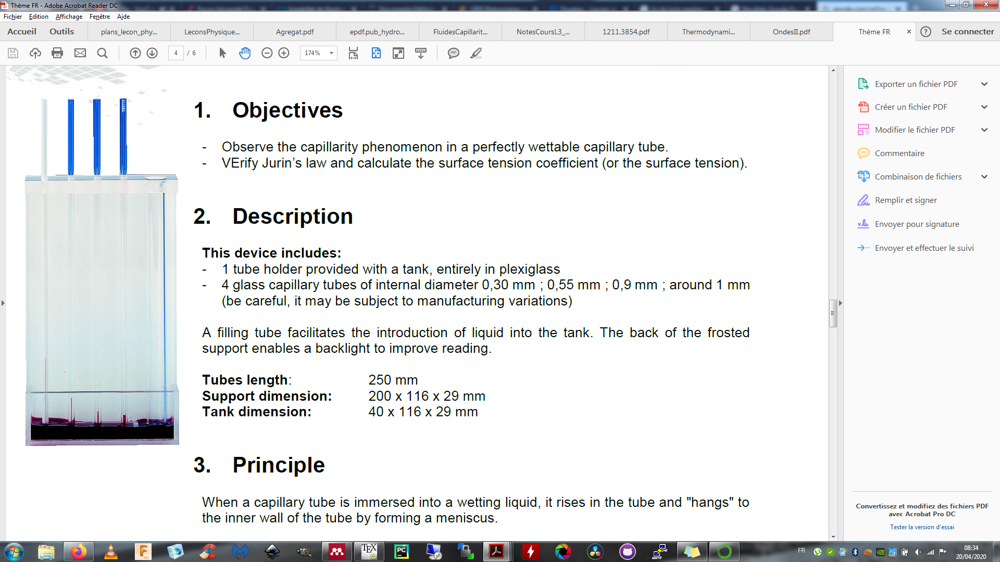 Thème FR - Adobe Acrobat Reader DC
Fichier Edition Affichage Fenêtre Aide
Accueil Outils plans_lecon_phy... LeconsPhysique... Agregat.pdf epdf.pub_hydro... FluidesCapillarit... NotesCoursL3_... 1211.3854.pdf Thermodynami... OndesII.pdf Thème FR × ? Se connecter
4 / 6 174%
1. Objectives
- Observe the capillarity phenomenon in a perfectly wettable capillary tube.
- VErify Jurin's law and calculate the surface tension coefficient (or the surface tension).
2. Description
This device includes:
- 1 tube holder provided with a tank, entirely in plexiglass
- 4 glass capillary tubes of internal diameter 0,30 mm ; 0,55 mm ; 0,9 mm ; around 1 mm
(be careful, it may be subject to manufacturing variations)
A filling tube facilitates the introduction of liquid into the tank. The back of the frosted
support enables a backlight to improve reading.
Tubes length: 250 mm
Support dimension: 200 x 116 x 29 mm
Tank dimension: 40 x 116 x 29 mm
3. Principle
When a capillary tube is immersed into a wetting liquid, it rises in the tube and "hangs" to
the inner wall of the tube by forming a meniscus.
Exporter un fichier PDF
Créer un fichier PDF
Modifier le fichier PDF
Commentaire
Combinaison de fichiers
Remplir et signer
Envoyer pour signature
Envoyer et effectuer le suivi
Convertissez et modifiez des fichiers PDF
avec Acrobat Pro DC
Tester la version d'essai
F 360 TEX PC FR 08:34
20/04/2020